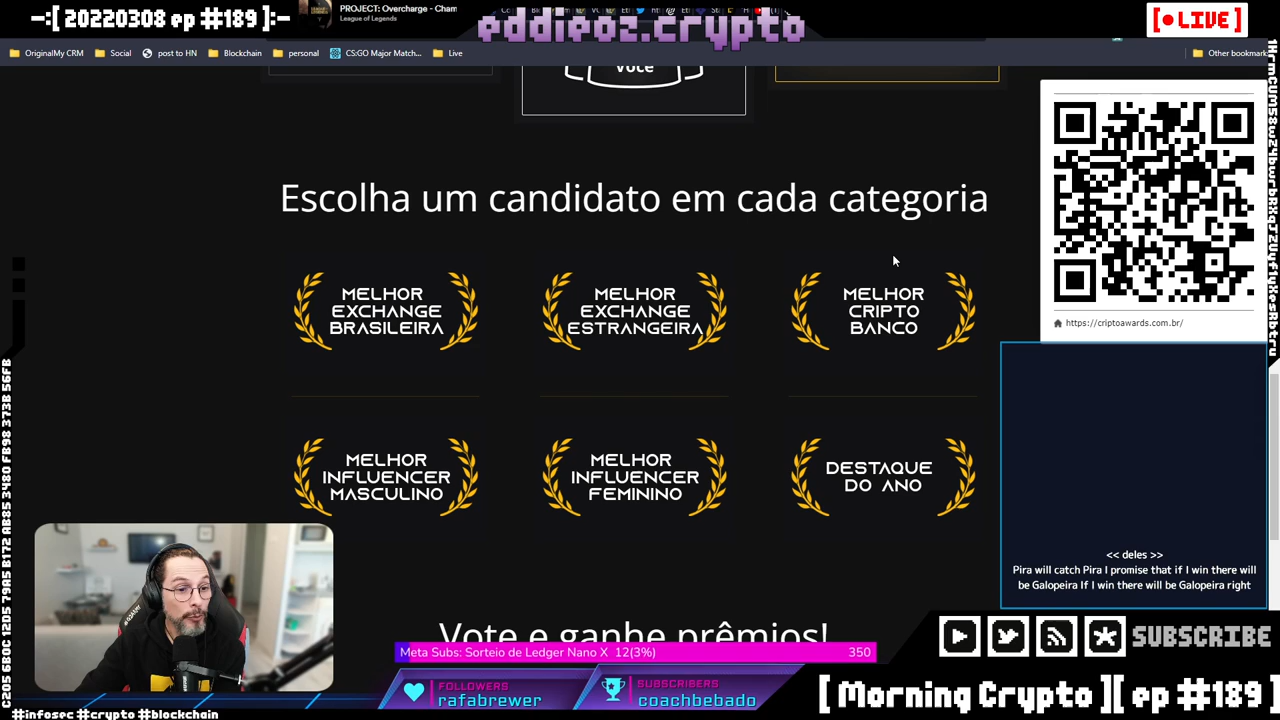 -:[ 20220308 ep #189 ]:-
PROJECT: Overcharge - Cham
League of Legends
eddieoz.crypto
[•LIVE]
OriginalMy CRM
Social
post to HN
Blockchain
personal
CS:GO Major Match...
Live
Other bookmark
Você
Escolha um candidato em cada categoria
MELHOR
EXCHANGE
BRASILEIRA
MELHOR
EXCHANGE
ESTRANGEIRA
MELHOR
CRIPTO
BANCO
MELHOR
INFLUENCER
MASCULINO
MELHOR
INFLUENCER
FEMININO
DESTAQUE
DO ANO
https://criptoawards.com.br/
<< deles >>
Pira will catch Pira I promise that if I win there will
be Galopeira If I win there will be Galopeira right
Vote e ganhe prêmios!
Meta Subs: Sorteio de Ledger Nano X 12(3%)
350
FOLLOWERS
rafabrewer
SUBSCRIBERS
coachbebado
SUBSCRIBE
[ Morning Crypto ][ ep #189 ]
#infosec #crypto #blockchain